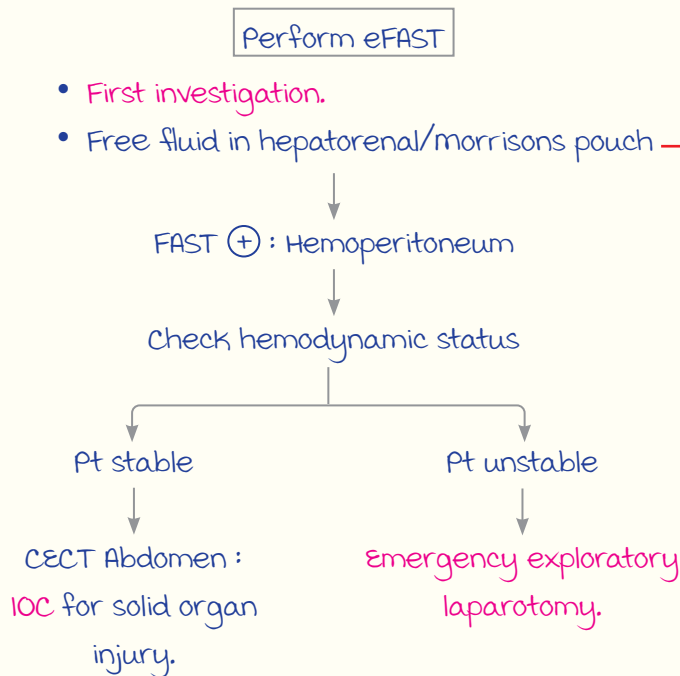 Perform eFAST
• First investigation.
• Free fluid in hepatorenal/morrisons pouch
FAST ⊕ : Hemoperitoneum
Check hemodynamic status
Pt stable
Pt unstable
CECT Abdomen :
IOC for solid organ
injury.
Emergency exploratory
laparotomy.